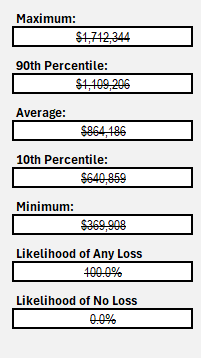 Maximum:
$1,712,344
90th Percentile:
$1,109,206
Average:
$864,186
10th Percentile:
$640,859
Minimum:
$369,908
Likelihood of Any Loss
100.0%
Likelihood of No Loss
0.0%